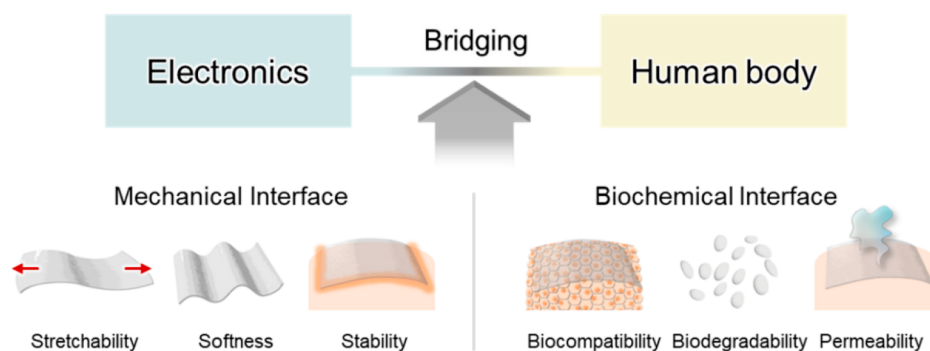 Bridging
Electronics
Human body
Mechanical Interface
Biochemical Interface
Stretchability
Softness
Stability
Biocompatibility
Biodegradability
Permeability